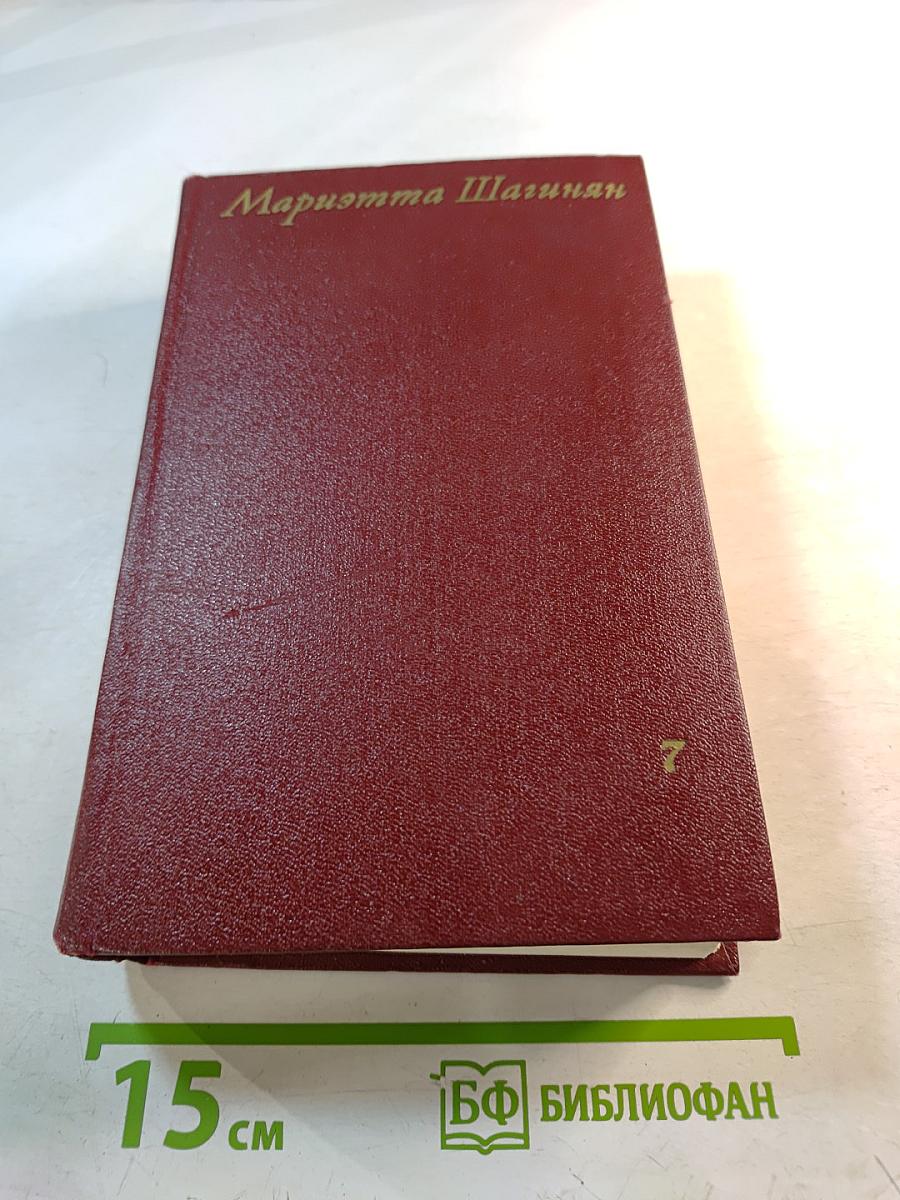 Мариэтта Шагинян
7
15 см
БФ БИБЛИОФАН